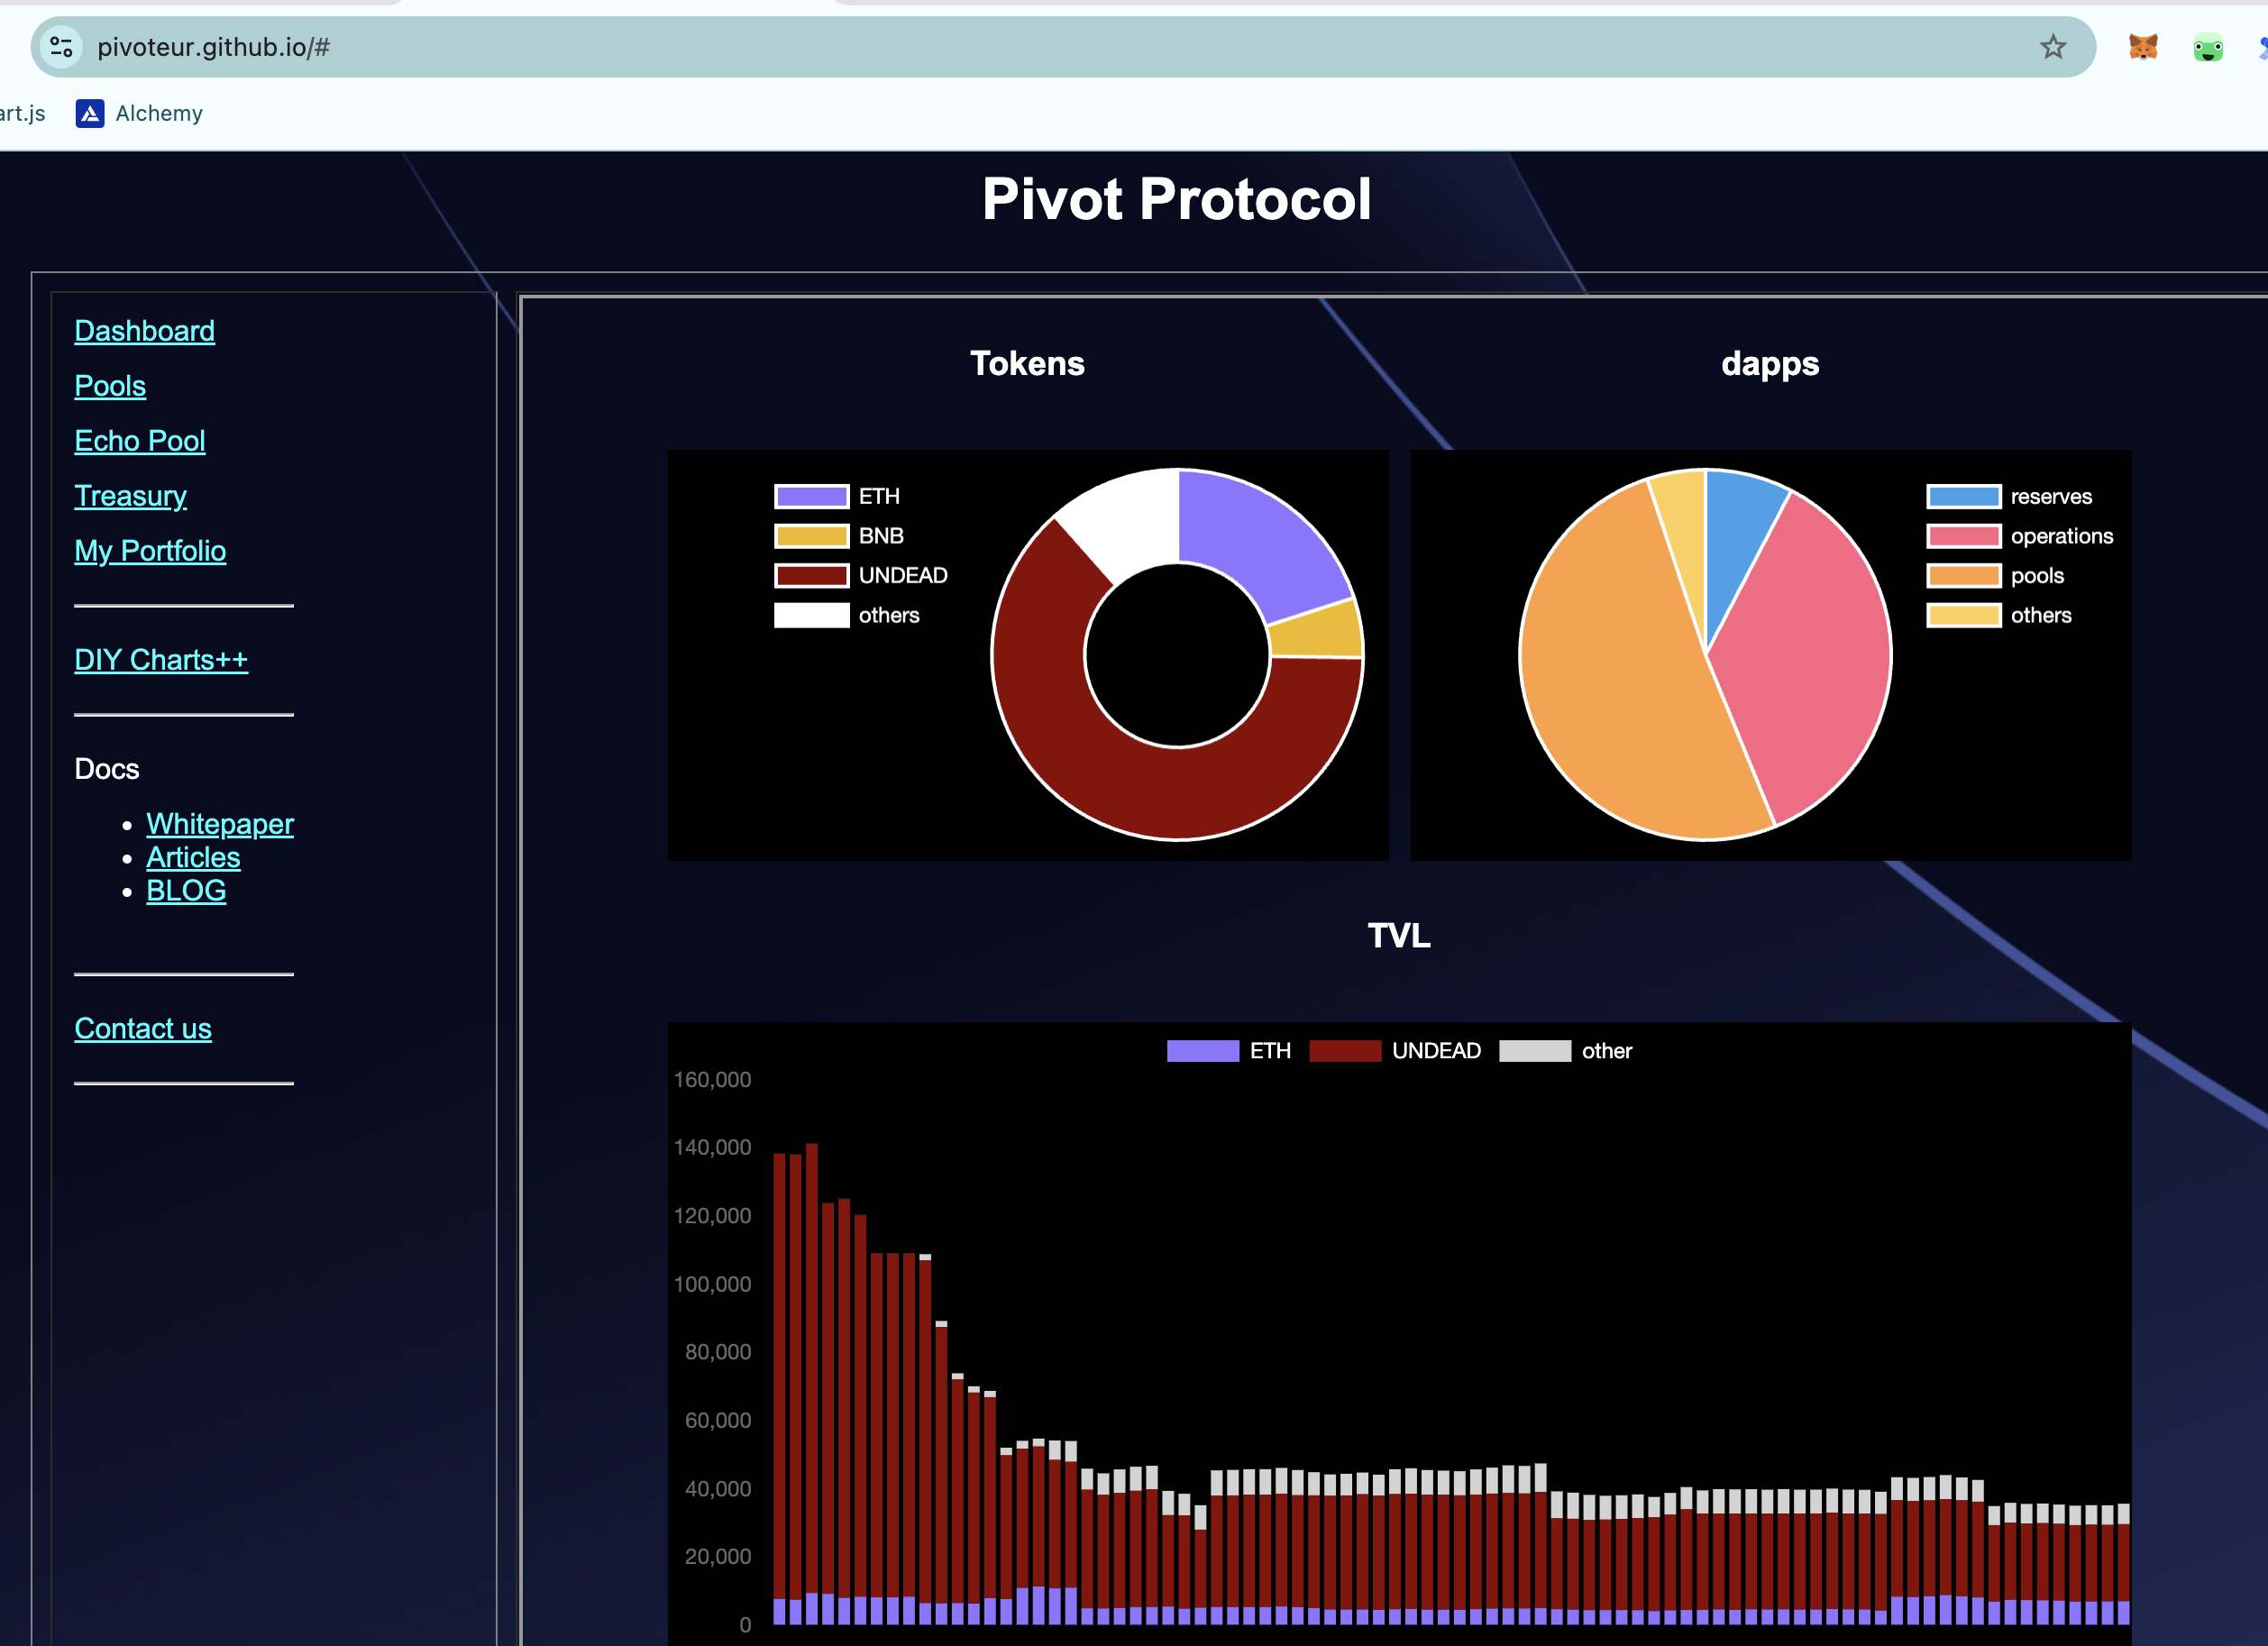 pivoteur.github.io/#
art.js Alchemy
Pivot Protocol
Dashboard
Pools
Echo Pool
Treasury
My Portfolio
DIY Charts++
Docs
Whitepaper
Articles
BLOG
Contact us
Tokens
ETH
BNB
UNDEAD
others
dapps
reserves
operations
pools
others
TVL
ETH UNDEAD other
160,000
140,000
120,000
100,000
80,000
60,000
40,000
20,000
0